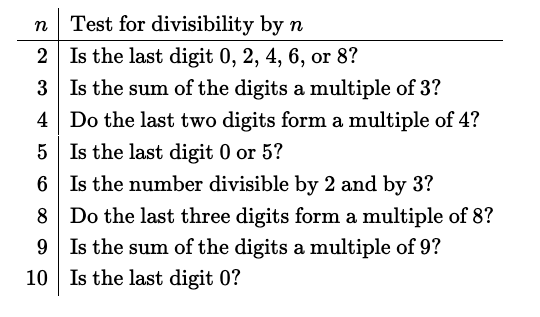 n Test for divisibility by n
2 Is the last digit 0, 2, 4, 6, or 8?
3 Is the sum of the digits a multiple of 3?
4 Do the last two digits form a multiple of 4?
5 Is the last digit 0 or 5?
6 Is the number divisible by 2 and by 3?
8 Do the last three digits form a multiple of 8?
9 Is the sum of the digits a multiple of 9?
10 Is the last digit 0?